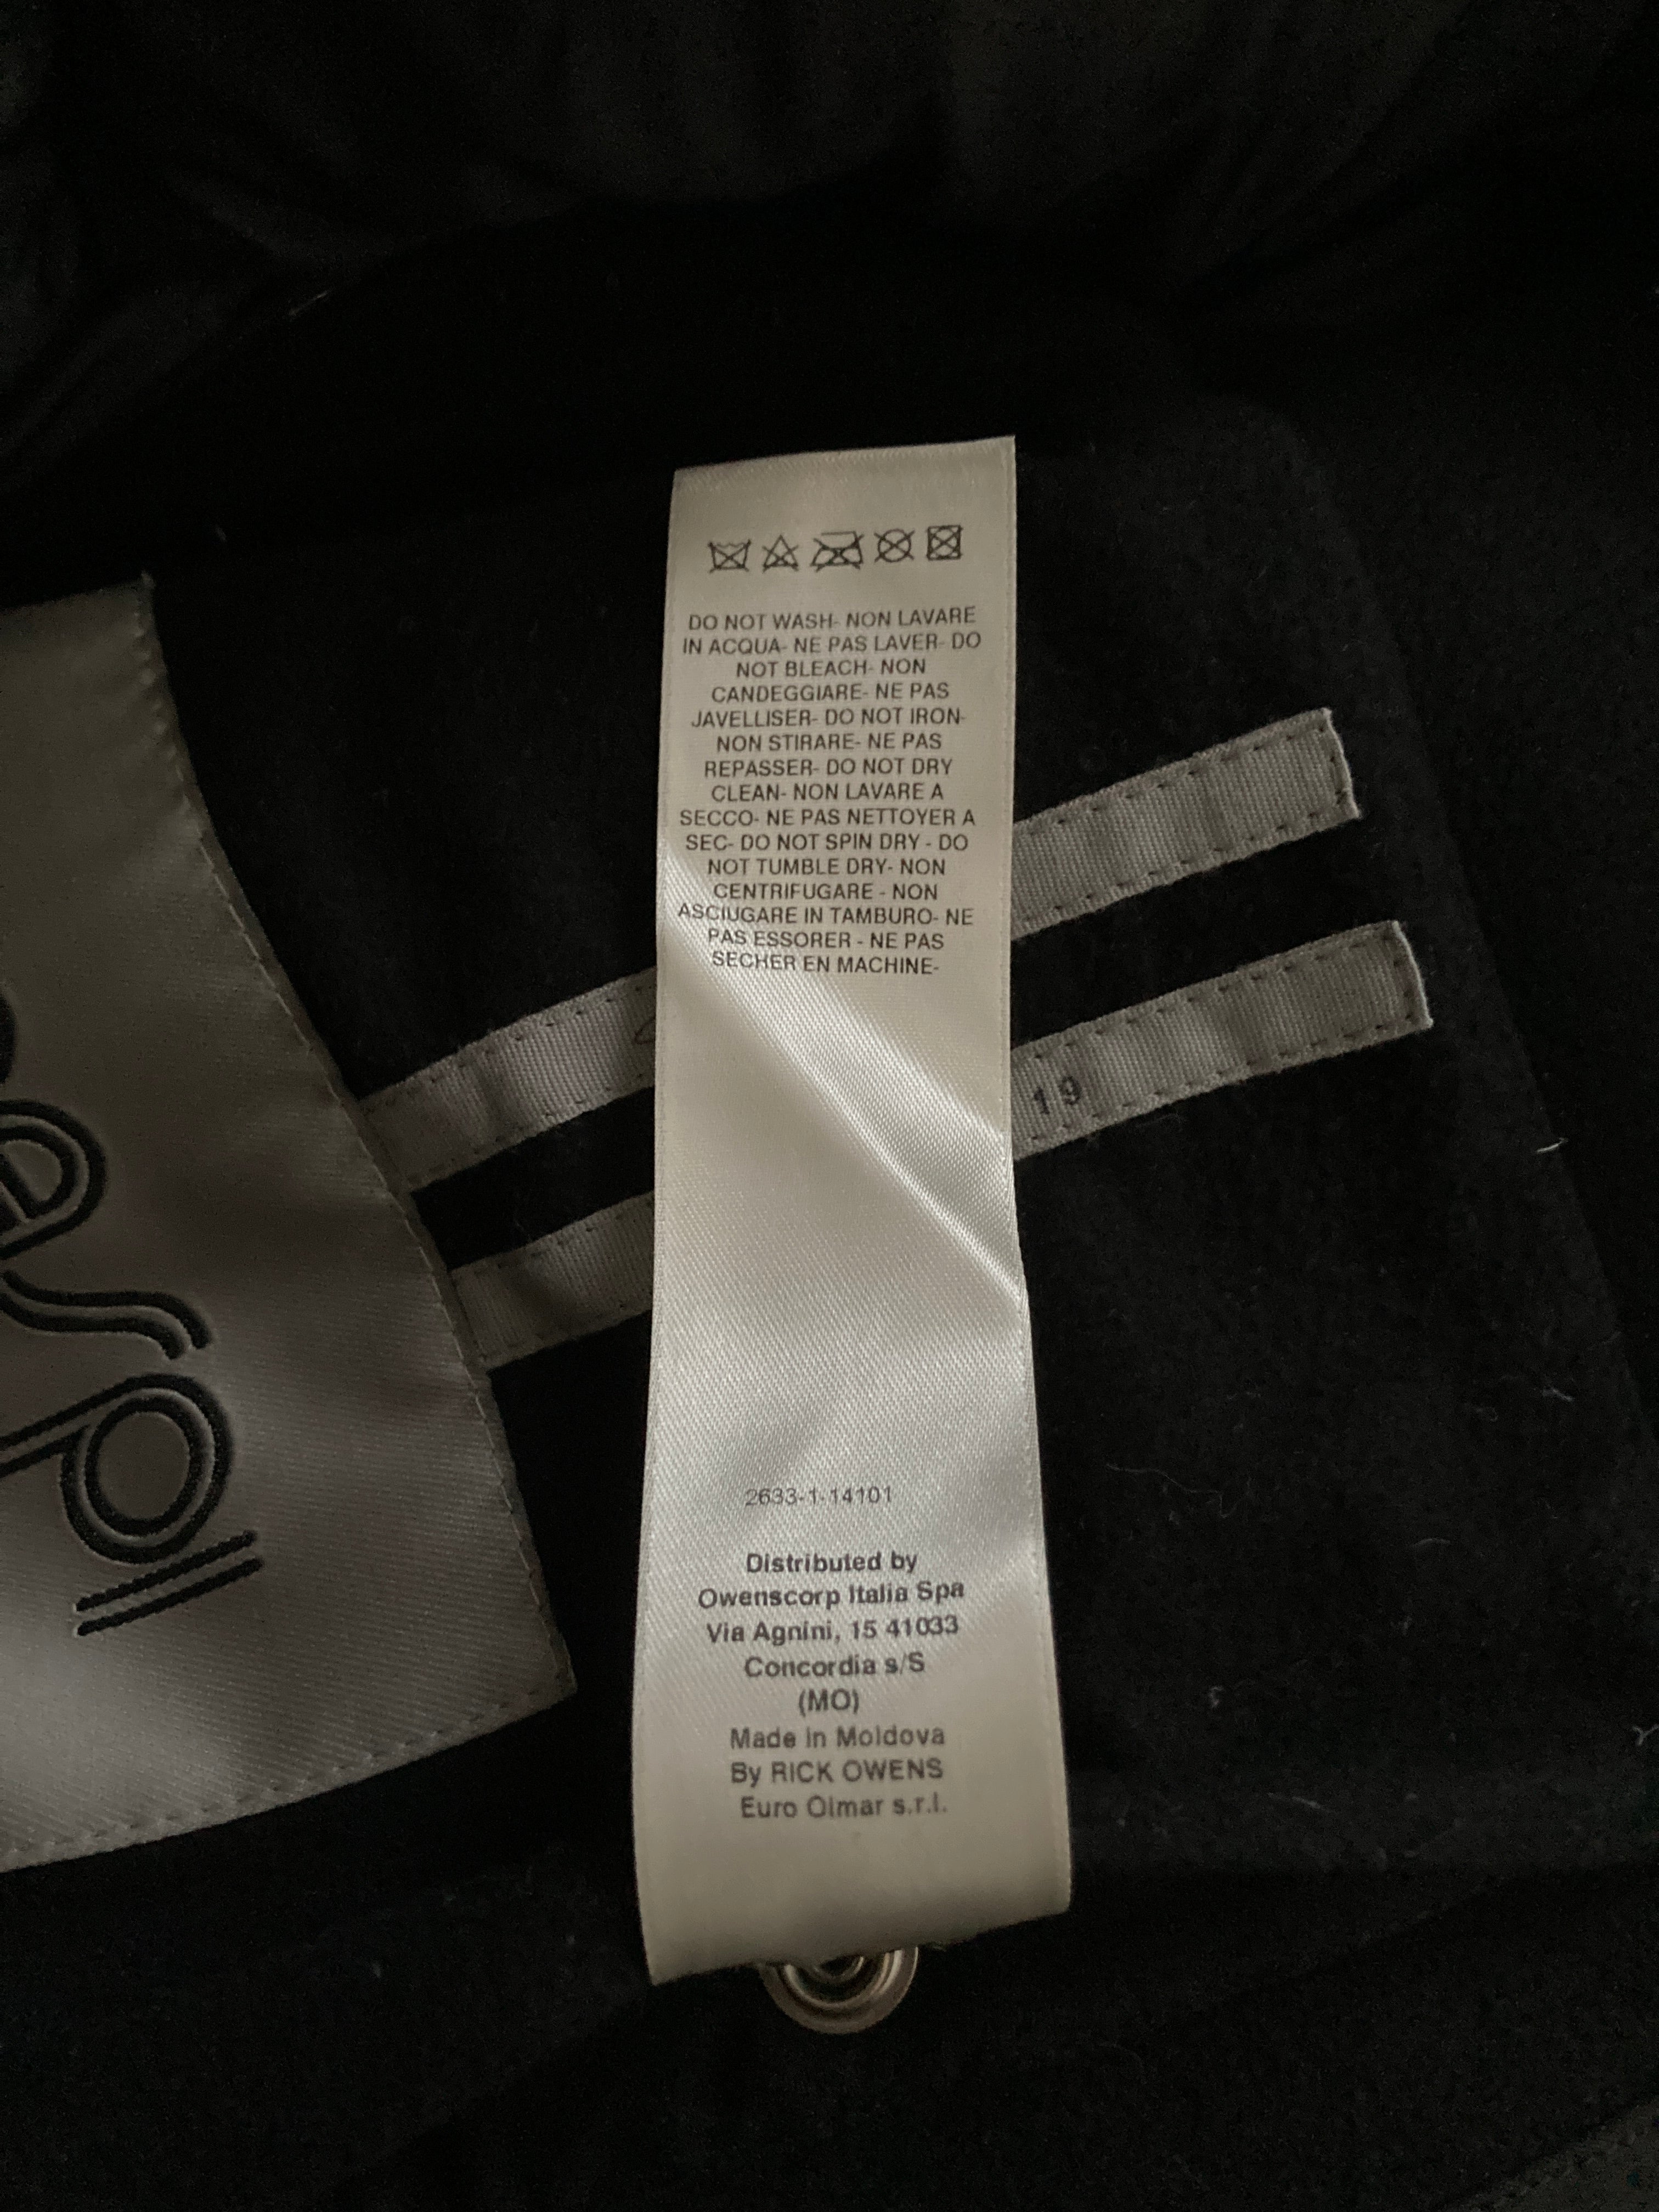 DO NOT WASH- NON LAVARE
IN ACQUA- NE PAS LAVER- DO
NOT BLEACH- NON
CANDEGGIARE- NE PAS
JAVELLISER- DO NOT IRON-
NON STIRARE- NE PAS
REPASSER- DO NOT DRY
CLEAN- NON LAVARE A
SECCO- NE PAS NETTOYER A
SEC- DO NOT SPIN DRY - DO
NOT TUMBLE DRY- NON
CENTRIFUGARE - NON
ASCIUGARE IN TAMBURO- NE
PAS ESSORER - NE PAS
SECHER EN MACHINE-
19
2633-1-14101
Distributed by
Owenscorp Italia Spa
Via Agnini, 15 41033
Concordia s/S
(MO)
Made in Moldova
By RICK OWENS
Euro Olmar s.r.l.